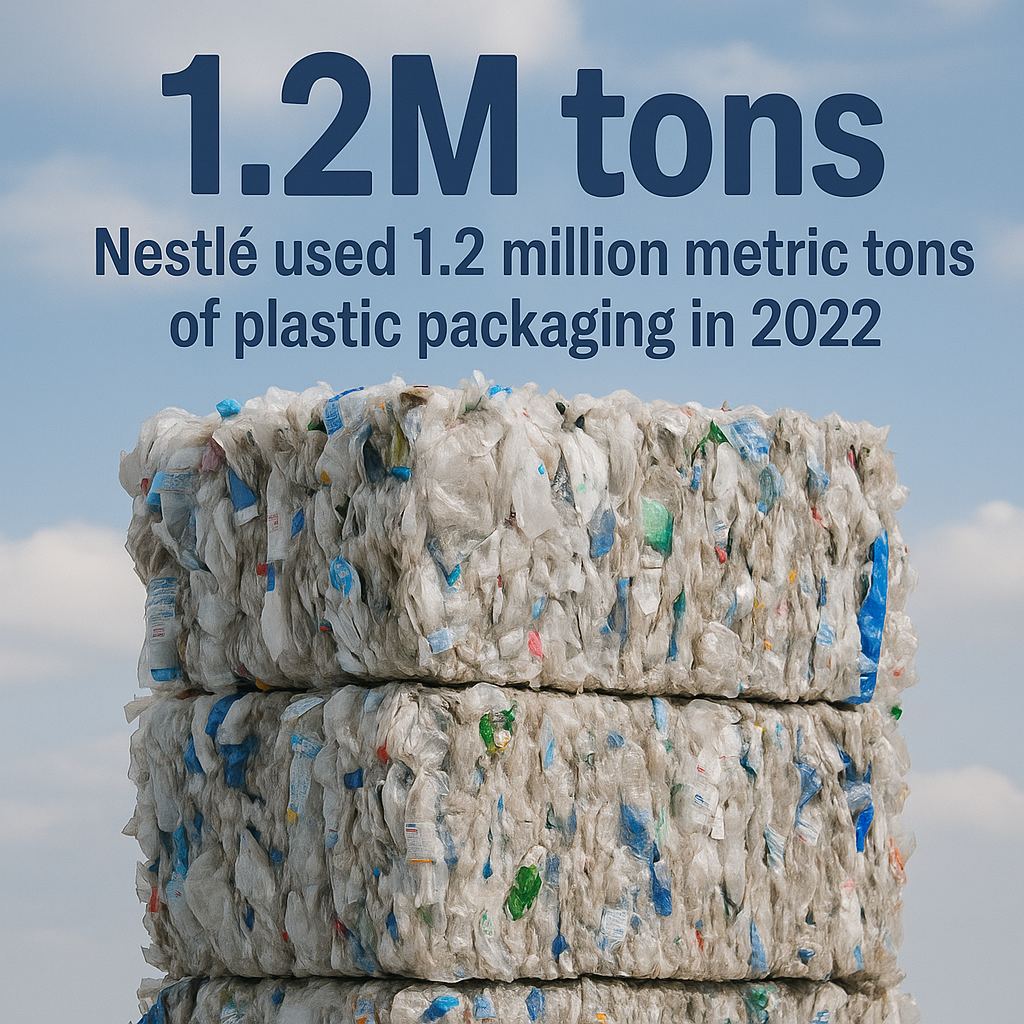 1.2M tons
Nestlé used 1.2 million metric tons
of plastic packaging in 2022